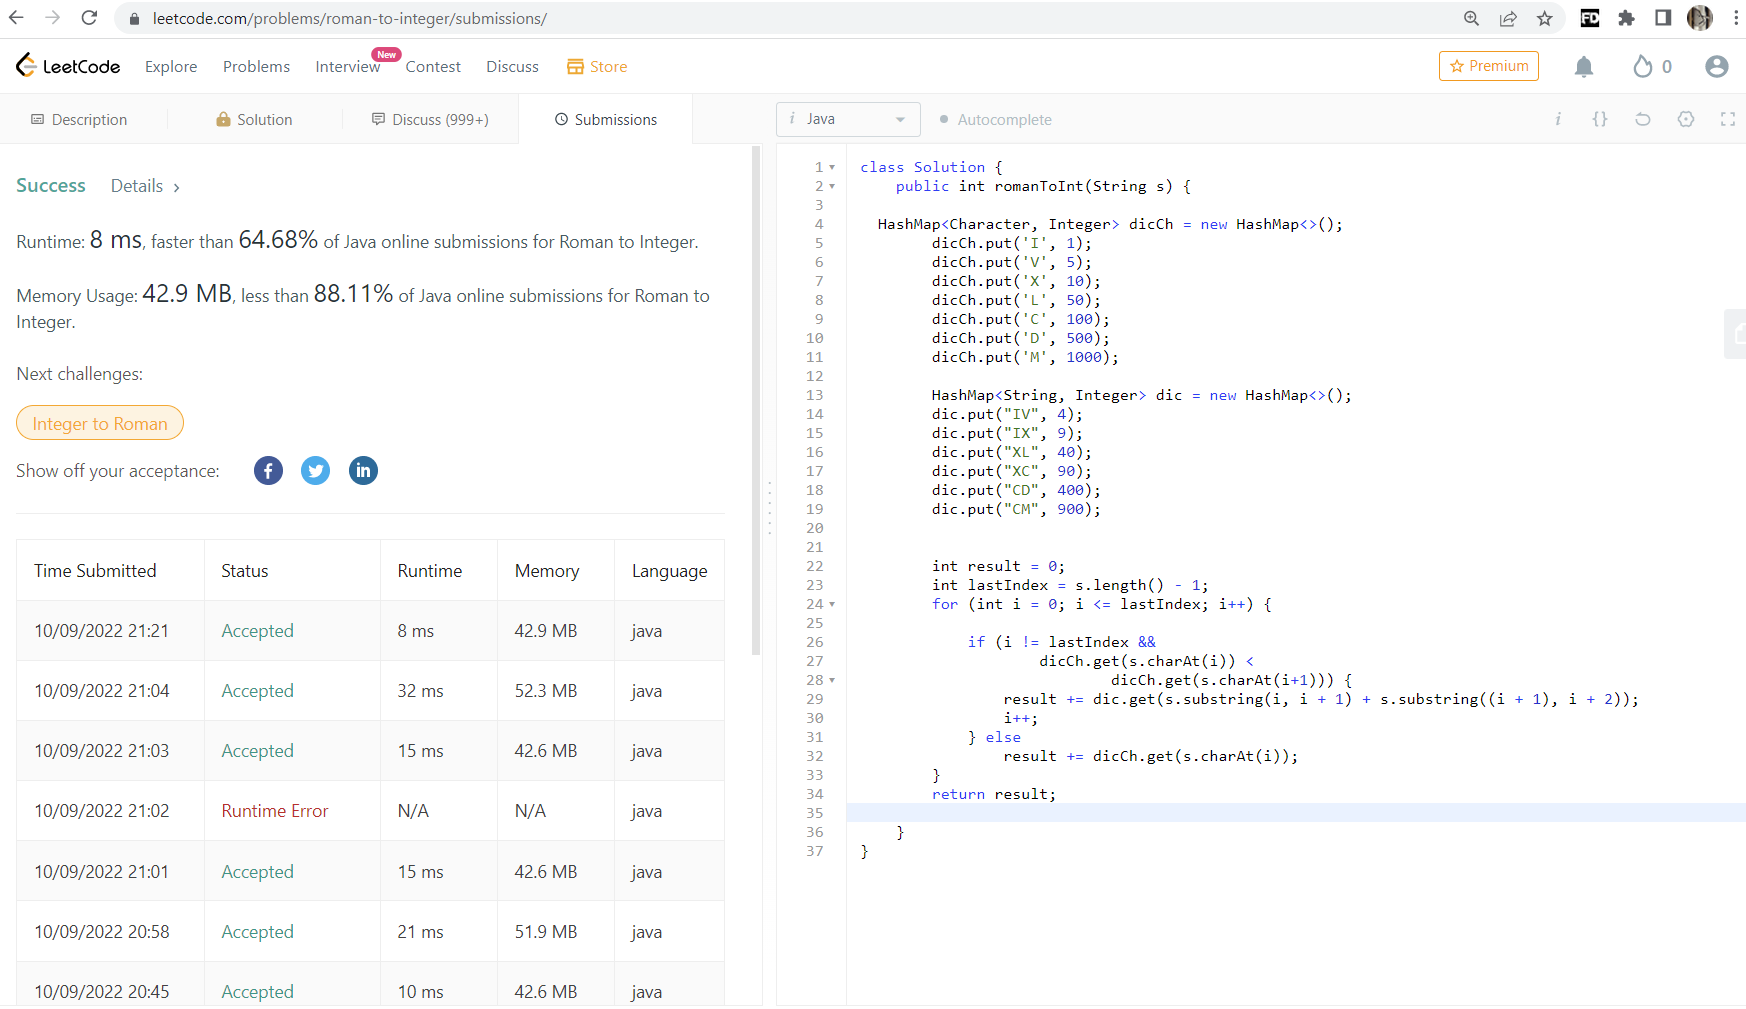 leetcode.com/problems/roman-to-integer/submissions/
FD
LeetCode
Explore
Problems
Interview
New
Contest
Discuss
Store
Premium
0
Description
Solution
Discuss (999+)
Submissions
i Java
Autocomplete
i {}
Success Details >
Runtime: 8 ms, faster than 64.68% of Java online submissions for Roman to Integer.
Memory Usage: 42.9 MB, less than 88.11% of Java online submissions for Roman to
Integer.
Next challenges:
Integer to Roman
Show off your acceptance: f in
Time Submitted Status Runtime Memory Language
10/09/2022 21:21 Accepted 8 ms 42.9 MB java
10/09/2022 21:04 Accepted 32 ms 52.3 MB java
10/09/2022 21:03 Accepted 15 ms 42.6 MB java
10/09/2022 21:02 Runtime Error N/A N/A java
10/09/2022 21:01 Accepted 15 ms 42.6 MB java
10/09/2022 20:58 Accepted 21 ms 51.9 MB java
10/09/2022 20:45 Accepted 10 ms 42.6 MB java
1 class Solution {
2 public int romanToInt(String s) {
3
4 HashMap<Character, Integer> dicCh = new HashMap<>();
5 dicCh.put('I', 1);
6 dicCh.put('V', 5);
7 dicCh.put('X', 10);
8 dicCh.put('L', 50);
9 dicCh.put('C', 100);
10 dicCh.put('D', 500);
11 dicCh.put('M', 1000);
12
13 HashMap<String, Integer> dic = new HashMap<>();
14 dic.put("IV", 4);
15 dic.put("IX", 9);
16 dic.put("XL", 40);
17 dic.put("XC", 90);
18 dic.put("CD", 400);
19 dic.put("CM", 900);
20
21
22 int result = 0;
23 int lastIndex = s.length() - 1;
24 for (int i = 0; i <= lastIndex; i++) {
25
26 if (i != lastIndex &&
27 dicCh.get(s.charAt(i)) <
28 dicCh.get(s.charAt(i+1))) {
29 result += dic.get(s.substring(i, i + 1) + s.substring((i + 1), i + 2));
30 i++;
31 } else
32 result += dicCh.get(s.charAt(i));
33 }
34 return result;
35
36 }
37 }